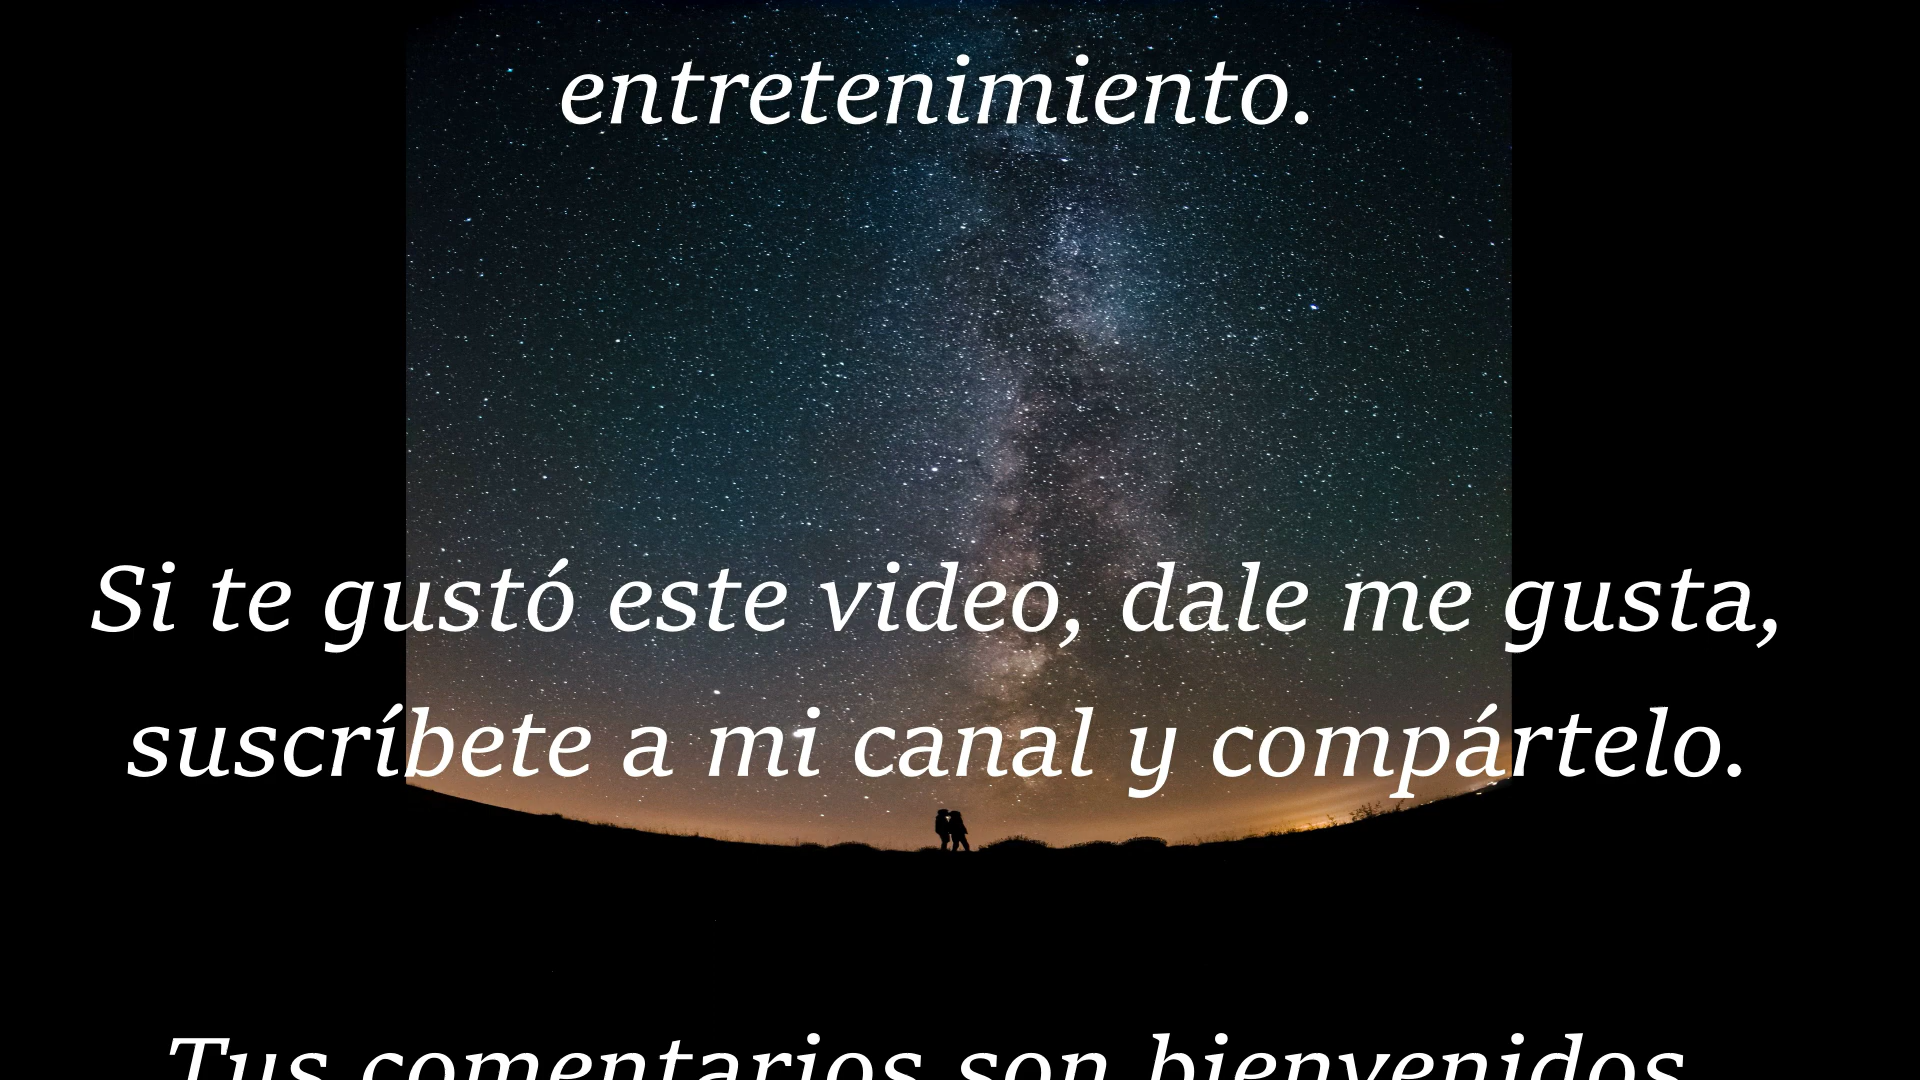 entretenimiento.
Si te gustó este video, dale me gusta,
suscríbete a mi canal y compártelo.
Tus comentarios son bienvenidos